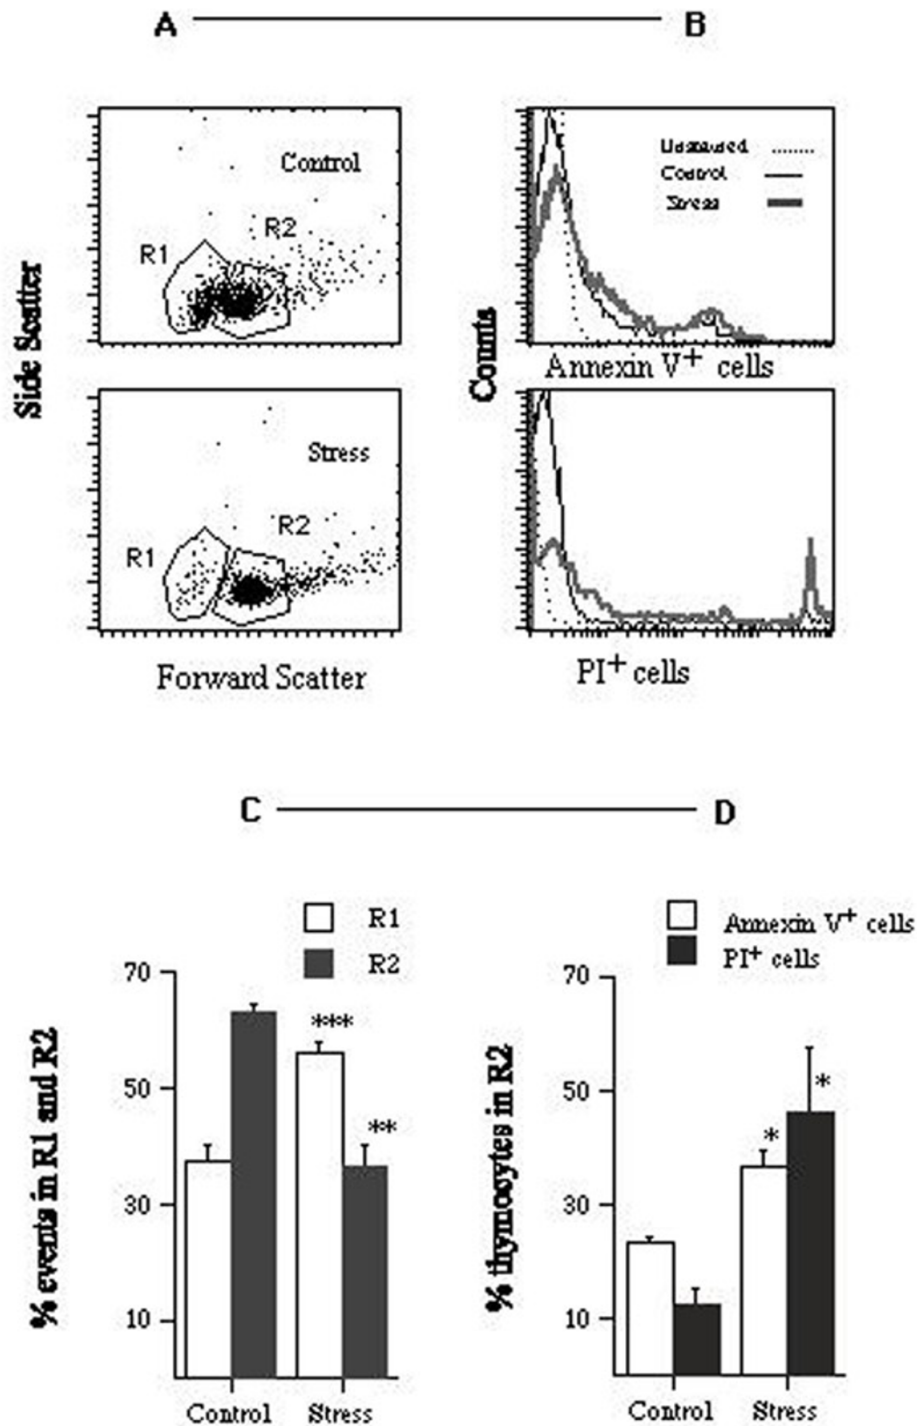 A
B
Side Scatter
Control
R1
R2
Stress
R1
R2
Forward Scatter
Counts
Unstained
Control
Stress
Annexin V+ cells
PI+ cells
C
D
% events in R1 and R2
R1
R2
70
50
30
10
***
**
Control
Stress
% thymocytes in R2
Annexin V+ cells
PI+ cells
70
50
30
10
*
*
Control
Stress